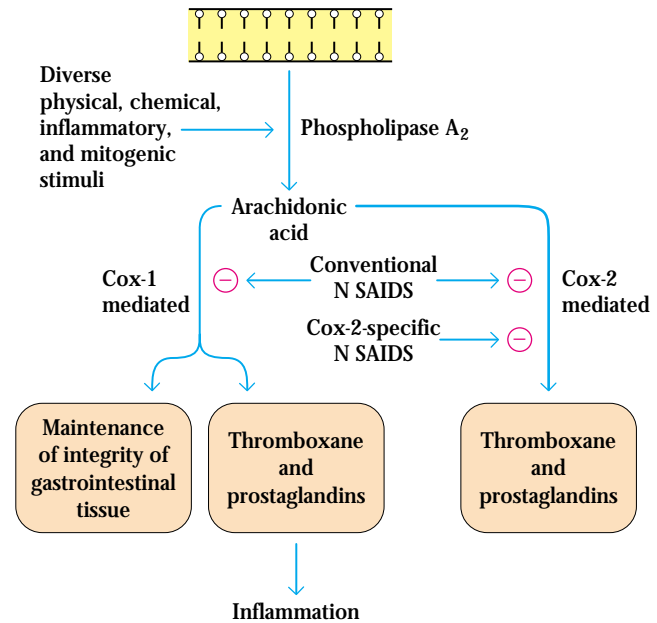 Diverse
physical, chemical,
inflammatory,
and mitogenic
stimuli
Phospholipase A₂
Arachidonic
acid
Cox-1
mediated
Conventional
N SAIDS
Cox-2
mediated
Cox-2-specific
N SAIDS
Maintenance
of integrity of
gastrointestinal
tissue
Thromboxane
and
prostaglandins
Thromboxane
and
prostaglandins
Inflammation